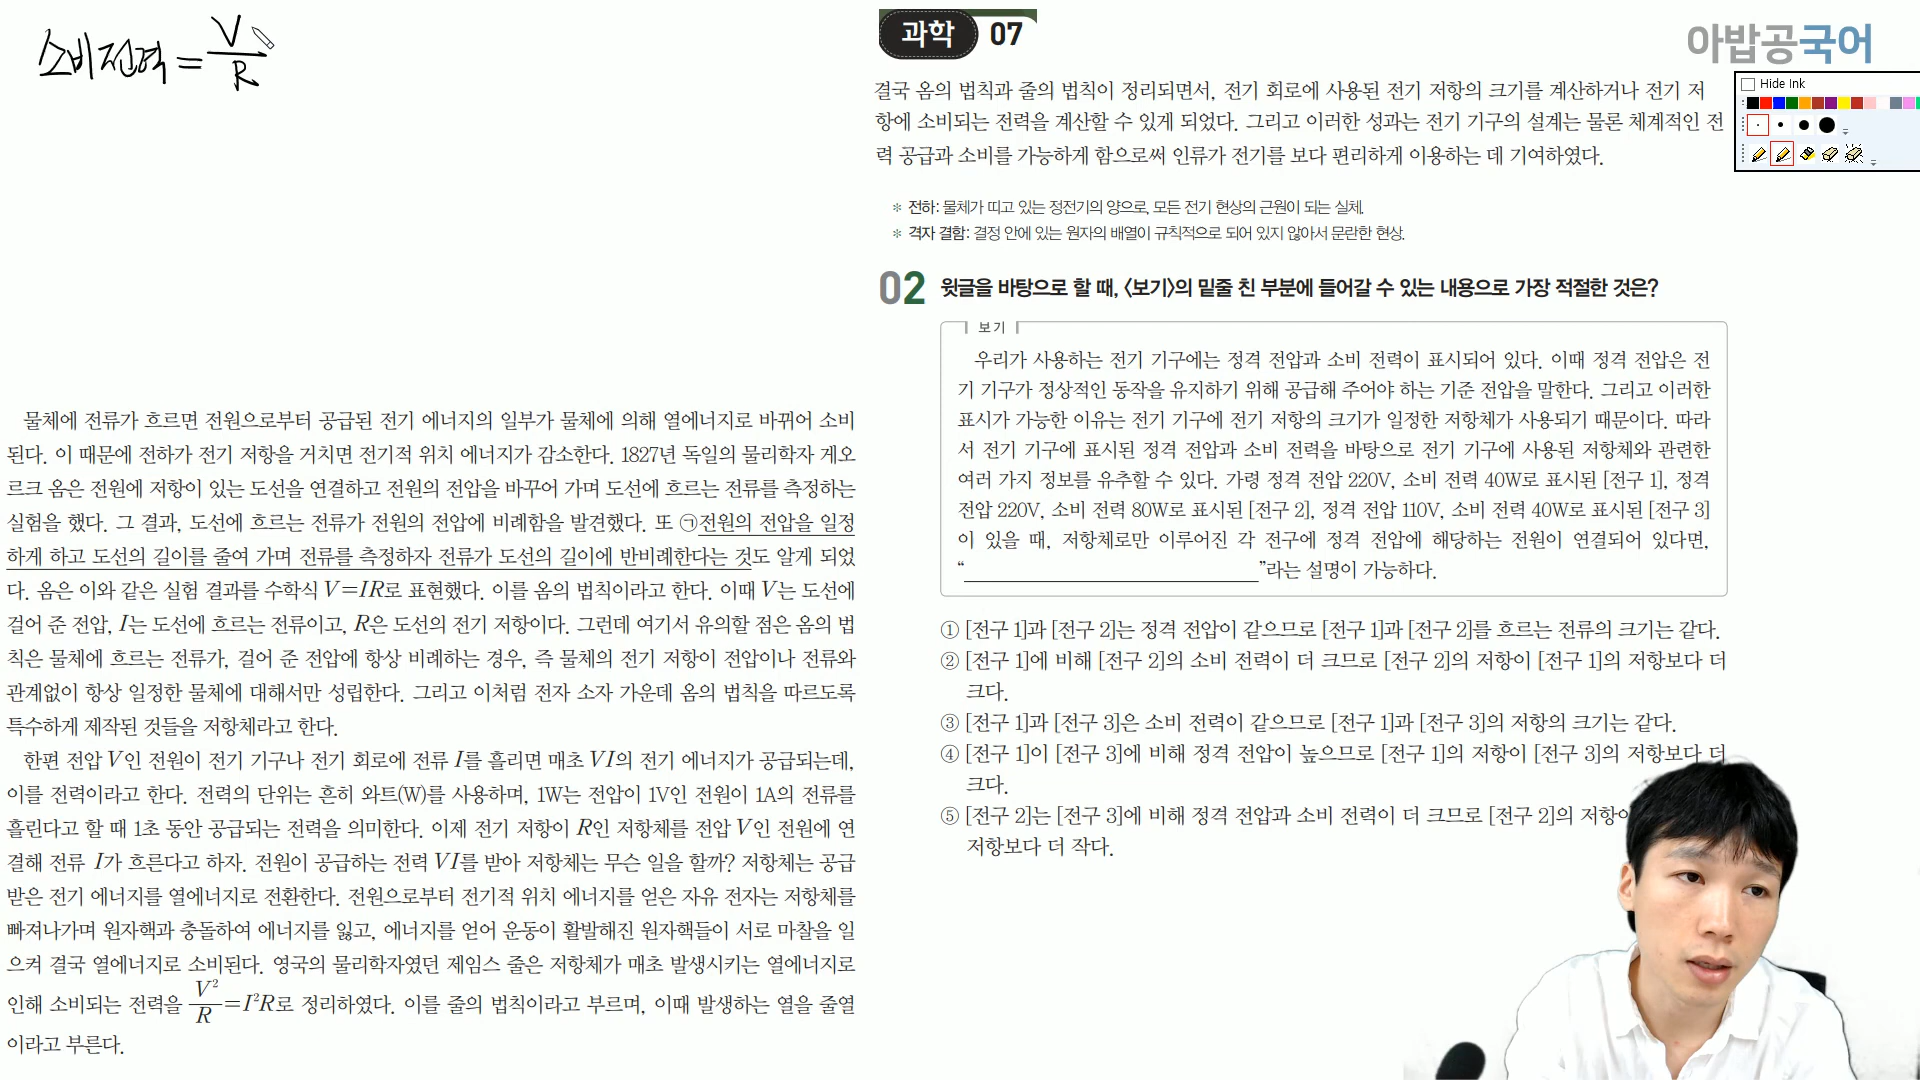 소비전력 = V/R
과학 07
아밥공국어
Hide Ink
결국 옴의 법칙과 줄의 법칙이 정리되면서, 전기 회로에 사용된 전기 저항의 크기를 계산하거나 전기 저
항에 소비되는 전력을 계산할 수 있게 되었다. 그리고 이러한 성과는 전기 기구의 설계는 물론 체계적인 전
력 공급과 소비를 가능하게 함으로써 인류가 전기를 보다 편리하게 이용하는 데 기여하였다.
* 전하: 물체가 띠고 있는 정전기의 양으로, 모든 전기 현상의 근원이 되는 실체.
* 격자 결함: 결정 안에 있는 원자의 배열이 규칙적으로 되어 있지 않아서 문란한 현상.
02 윗글을 바탕으로 할 때, 〈보기〉의 밑줄 친 부분에 들어갈 수 있는 내용으로 가장 적절한 것은?
보기
우리가 사용하는 전기 기구에는 정격 전압과 소비 전력이 표시되어 있다. 이때 정격 전압은 전
기 기구가 정상적인 동작을 유지하기 위해 공급해 주어야 하는 기준 전압을 말한다. 그리고 이러한
표시가 가능한 이유는 전기 기구에 전기 저항의 크기가 일정한 저항체가 사용되기 때문이다. 따라
서 전기 기구에 표시된 정격 전압과 소비 전력을 바탕으로 전기 기구에 사용된 저항체와 관련한
여러 가지 정보를 유추할 수 있다. 가령 정격 전압 220V, 소비 전력 40W로 표시된 [전구 1], 정격
전압 220V, 소비 전력 80W로 표시된 [전구 2], 정격 전압 110V, 소비 전력 40W로 표시된 [전구 3]
이 있을 때, 저항체로만 이루어진 각 전구에 정격 전압에 해당하는 전원이 연결되어 있다면,
“                    ”라는 설명이 가능하다.
① [전구 1]과 [전구 2]는 정격 전압이 같으므로 [전구 1]과 [전구 2]를 흐르는 전류의 크기는 같다.
② [전구 1]에 비해 [전구 2]의 소비 전력이 더 크므로 [전구 2]의 저항이 [전구 1]의 저항보다 더
크다.
③ [전구 1]과 [전구 3]은 소비 전력이 같으므로 [전구 1]과 [전구 3]의 저항의 크기는 같다.
④ [전구 1]이 [전구 3]에 비해 정격 전압이 높으므로 [전구 1]의 저항이 [전구 3]의 저항보다 더
크다.
⑤ [전구 2]는 [전구 3]에 비해 정격 전압과 소비 전력이 더 크므로 [전구 2]의 저항이
저항보다 더 작다.
물체에 전류가 흐르면 전원으로부터 공급된 전기 에너지의 일부가 물체에 의해 열에너지로 바뀌어 소비
된다. 이 때문에 전하가 전기 저항을 거치면 전기적 위치 에너지가 감소한다. 1827년 독일의 물리학자 게오
르크 옴은 전원에 저항이 있는 도선을 연결하고 전원의 전압을 바꾸어 가며 도선에 흐르는 전류를 측정하는
실험을 했다. 그 결과, 도선에 흐르는 전류가 전원의 전압에 비례함을 발견했다. 또 ㉠전원의 전압을 일정
하게 하고 도선의 길이를 줄여 가며 전류를 측정하자 전류가 도선의 길이에 반비례한다는 것도 알게 되었
다. 옴은 이와 같은 실험 결과를 수학식 V=IR로 표현했다. 이를 옴의 법칙이라고 한다. 이때 V는 도선에
걸어 준 전압, I는 도선에 흐르는 전류이고, R은 도선의 전기 저항이다. 그런데 여기서 유의할 점은 옴의 법
칙은 물체에 흐르는 전류가, 걸어 준 전압에 항상 비례하는 경우, 즉 물체의 전기 저항이 전압이나 전류와
관계없이 항상 일정한 물체에 대해서만 성립한다. 그리고 이처럼 전자 소자 가운데 옴의 법칙을 따르도록
특수하게 제작된 것들을 저항체라고 한다.
한편 전압 V인 전원이 전기 기구나 전기 회로에 전류 I를 흘리면 매초 VI의 전기 에너지가 공급되는데,
이를 전력이라고 한다. 전력의 단위는 흔히 와트(W)를 사용하며, 1W는 전압이 1V인 전원이 1A의 전류를
흘린다고 할 때 1초 동안 공급되는 전력을 의미한다. 이제 전기 저항이 R인 저항체를 전압 V인 전원에 연
결해 전류 I가 흐른다고 하자. 전원이 공급하는 전력 VI를 받아 저항체는 무슨 일을 할까? 저항체는 공급
받은 전기 에너지를 열에너지로 전환한다. 전원으로부터 전기적 위치 에너지를 얻은 자유 전자는 저항체를
빠져나가며 원자핵과 충돌하여 에너지를 잃고, 에너지를 얻어 운동이 활발해진 원자핵들이 서로 마찰을 일
으켜 결국 열에너지로 소비된다. 영국의 물리학자였던 제임스 줄은 저항체가 매초 발생시키는 열에너지로
인해 소비되는 전력을 V²/R=I²R로 정리하였다. 이를 줄의 법칙이라고 부르며, 이때 발생하는 열을 줄열
이라고 부른다.